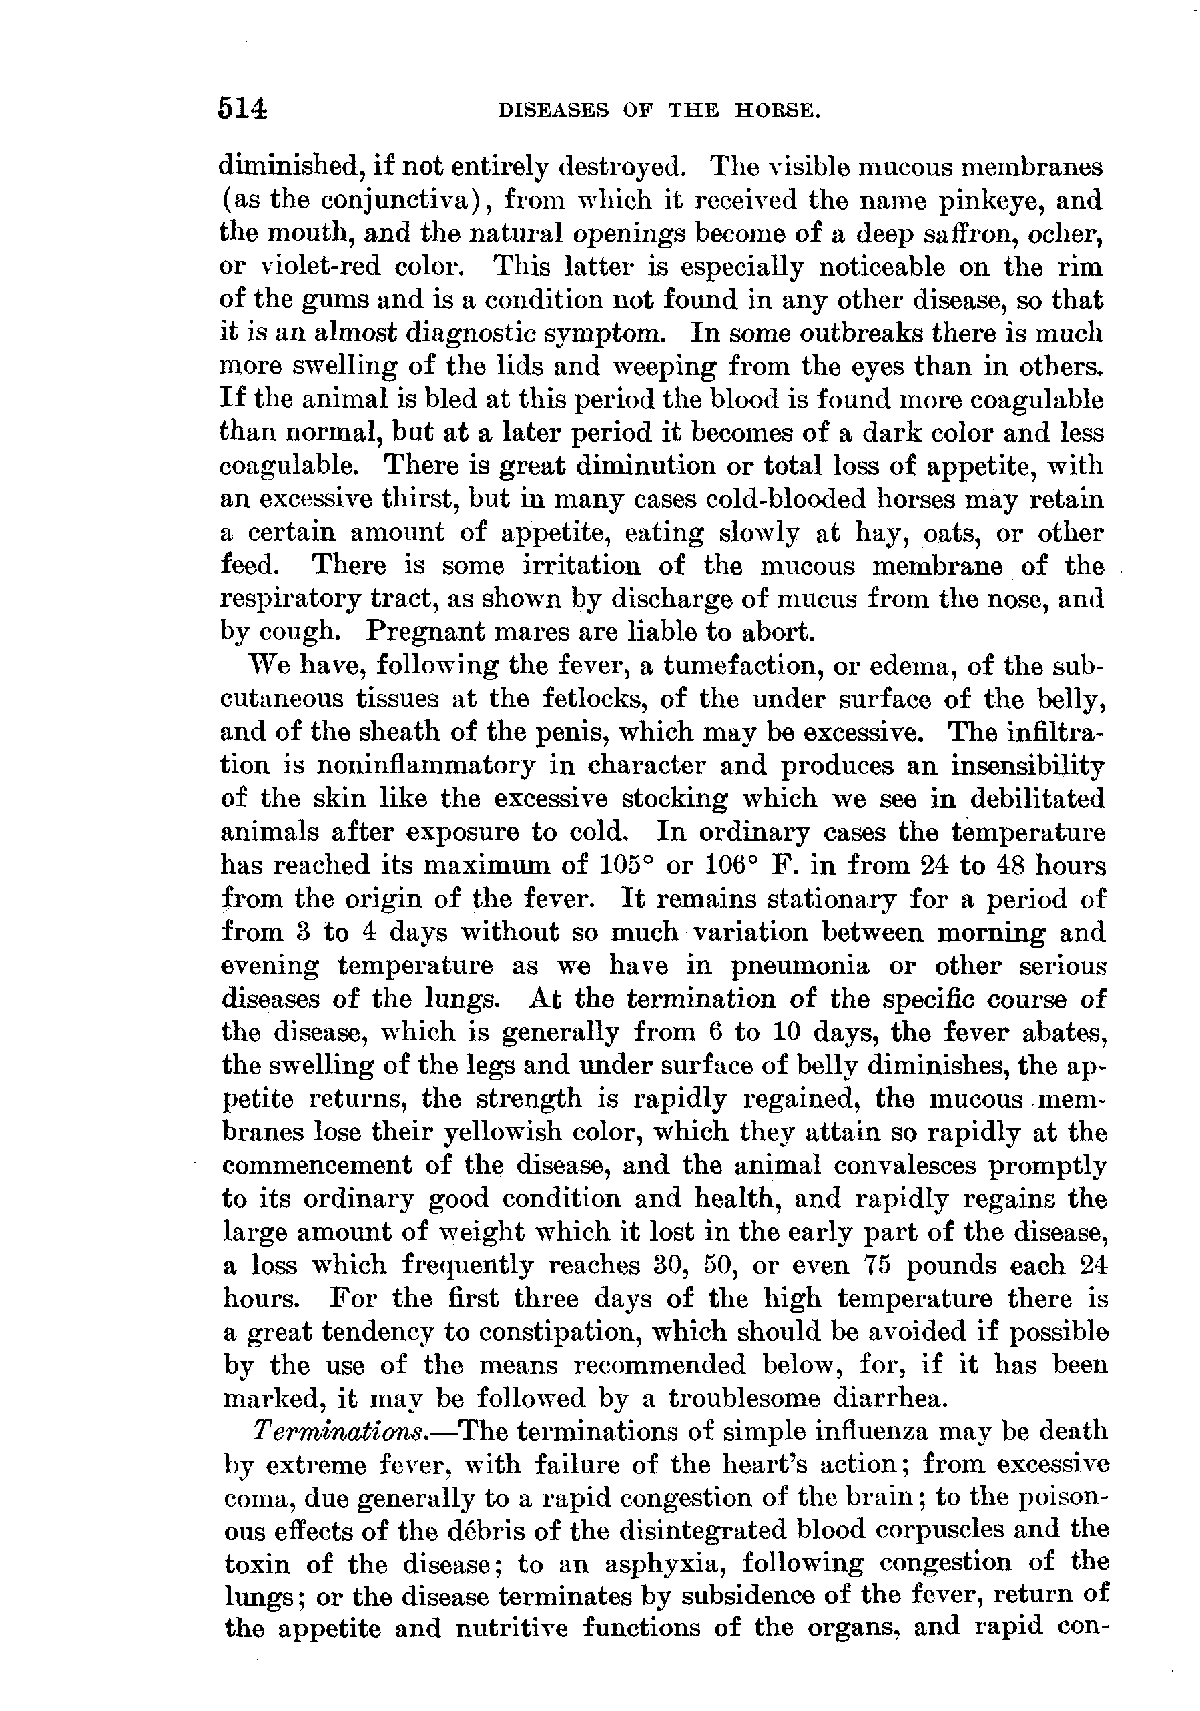 514 DISEASES OF THE HORSE.
diminished, if not entirely destroyed. The visible mucous membranes
(as the conjunctiva), from which it received the name pinkeye, and
the mouth, and the natural openings become of a deep saffron, ocher,
or violet-red color. This latter is especially noticeable on the rim
of the gums and is a condition not found in any other disease, so that
it is an almost diagnostic symptom. In some outbreaks there is much
more swelling of the lids and weeping from the eyes than in others.
If the animal is bled at this period the blood is found more coagulable
than normal, but at a later period it becomes of a dark color and less
coagulable. There is great diminution or total loss of appetite, with
an excessive thirst, but in many cases cold-blooded horses may retain
a certain amount of appetite, eating slowly at hay, oats, or other
feed. There is some irritation of the mucous membrane of the
respiratory tract, as shown by discharge of mucus from the nose, and
by cough. Pregnant mares are liable to abort.
We have, following the fever, a tumefaction, or edema, of the sub-
cutaneous tissues at the fetlocks, of the under surface of the belly,
and of the sheath of the penis, which may be excessive. The infiltra-
tion is noninflammatory in character and produces an insensibility
of the skin like the excessive stocking which we see in debilitated
animals after exposure to cold. In ordinary cases the temperature
has reached its maximum of 105° or 106° F. in from 24 to 48 hours
from the origin of the fever. It remains stationary for a period of
from 3 to 4 days without so much variation between morning and
evening temperature as we have in pneumonia or other serious
diseases of the lungs. At the termination of the specific course of
the disease, which is generally from 6 to 10 days, the fever abates,
the swelling of the legs and under surface of belly diminishes, the ap-
petite returns, the strength is rapidly regained, the mucous mem-
branes lose their yellowish color, which they attain so rapidly at the
commencement of the disease, and the animal convalesces promptly
to its ordinary good condition and health, and rapidly regains the
large amount of weight which it lost in the early part of the disease,
a loss which frequently reaches 30, 50, or even 75 pounds each 24
hours. For the first three days of the high temperature there is
a great tendency to constipation, which should be avoided if possible
by the use of the means recommended below, for, if it has been
marked, it may be followed by a troublesome diarrhea.
Terminations.—The terminations of simple influenza may be death
by extreme fever, with failure of the heart's action; from excessive
coma, due generally to a rapid congestion of the brain; to the poison-
ous effects of the débris of the disintegrated blood corpuscles and the
toxin of the disease; to an asphyxia, following congestion of the
lungs; or the disease terminates by subsidence of the fever, return of
the appetite and nutritive functions of the organs, and rapid con-